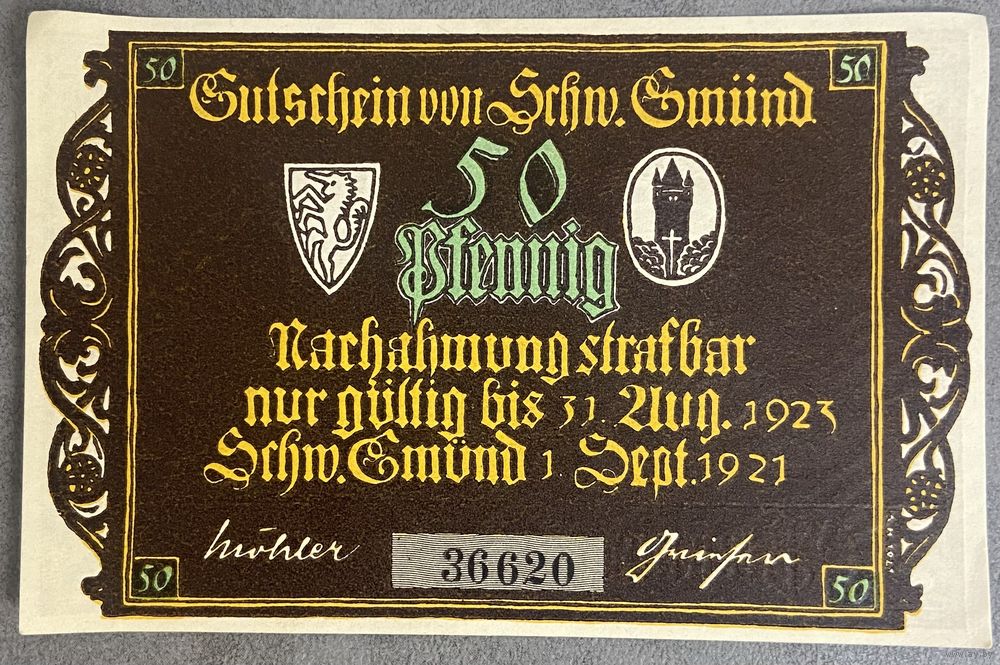 50 50
Gutschein von Schw. Gmünd
50
Pfennig
Nachahmung strafbar
nur gültig bis 31. Aug. 1923
Schw. Gmünd 1. Sept. 1921
Möhler 36620
50 50